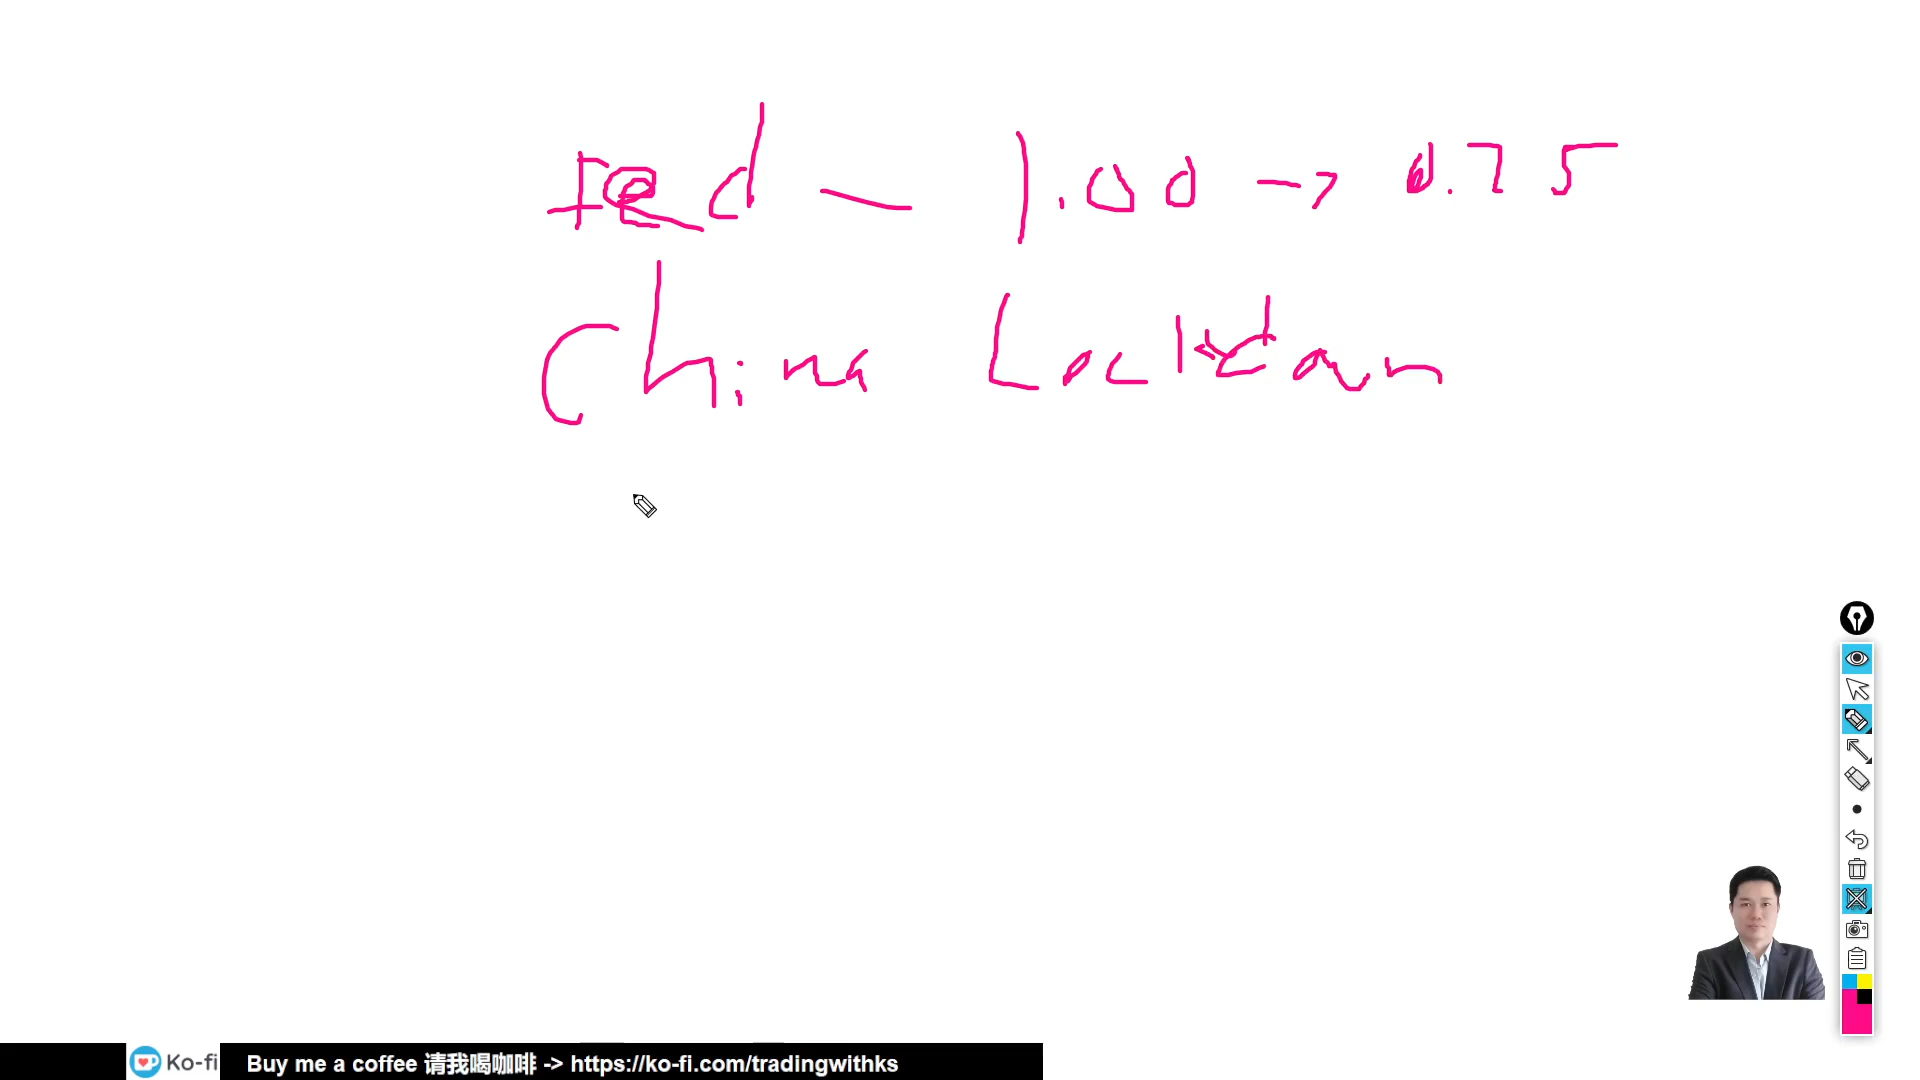 Fed — 1.00 -> 0.75
China Lockdown
Ko-fi Buy me a coffee 请我喝咖啡 -> https://ko-fi.com/tradingwithks